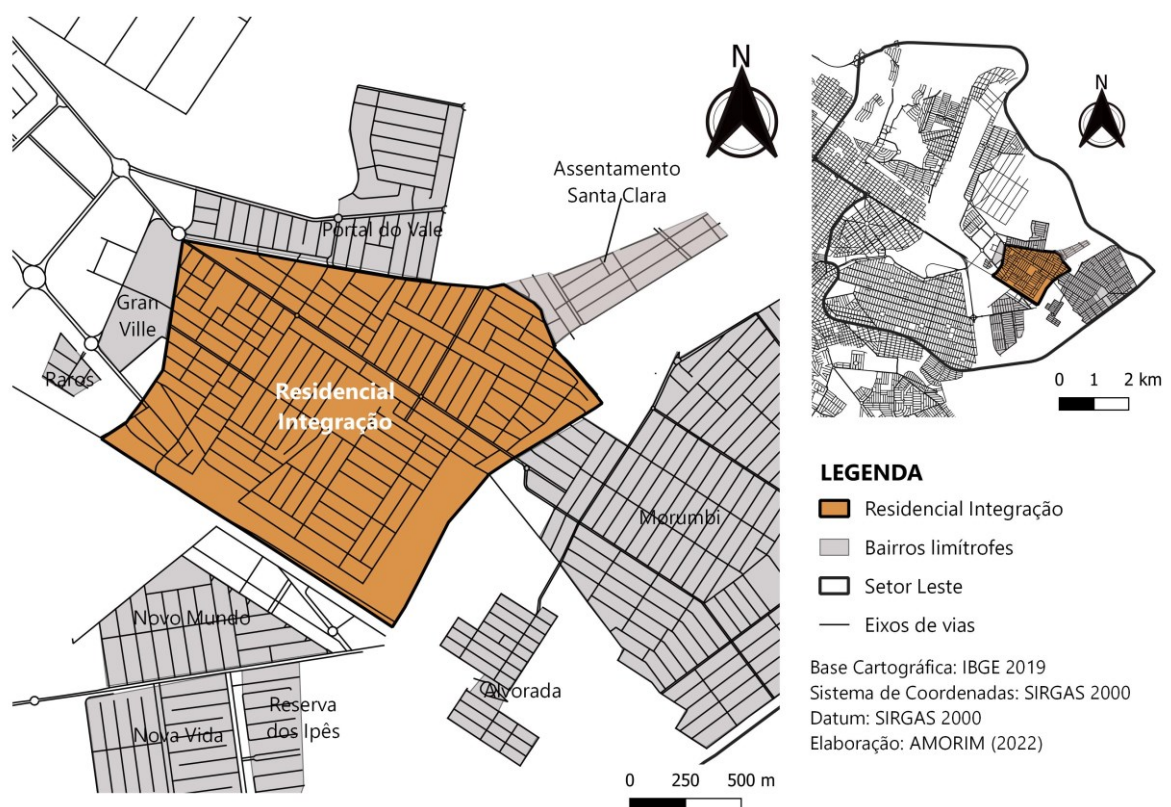 N
Assentamento
Santa Clara
Portal do Vale
Gran
Ville
Raros
Residencial
Integração
Morumbi
Novo Mundo
Alvorada
Reserva
dos Ipês
Nova Vida
0 250 500 m
N
0 1 2 km
LEGENDA
Residencial Integração
Bairros limítrofes
Setor Leste
Eixos de vias
Base Cartográfica: IBGE 2019
Sistema de Coordenadas: SIRGAS 2000
Datum: SIRGAS 2000
Elaboração: AMORIM (2022)